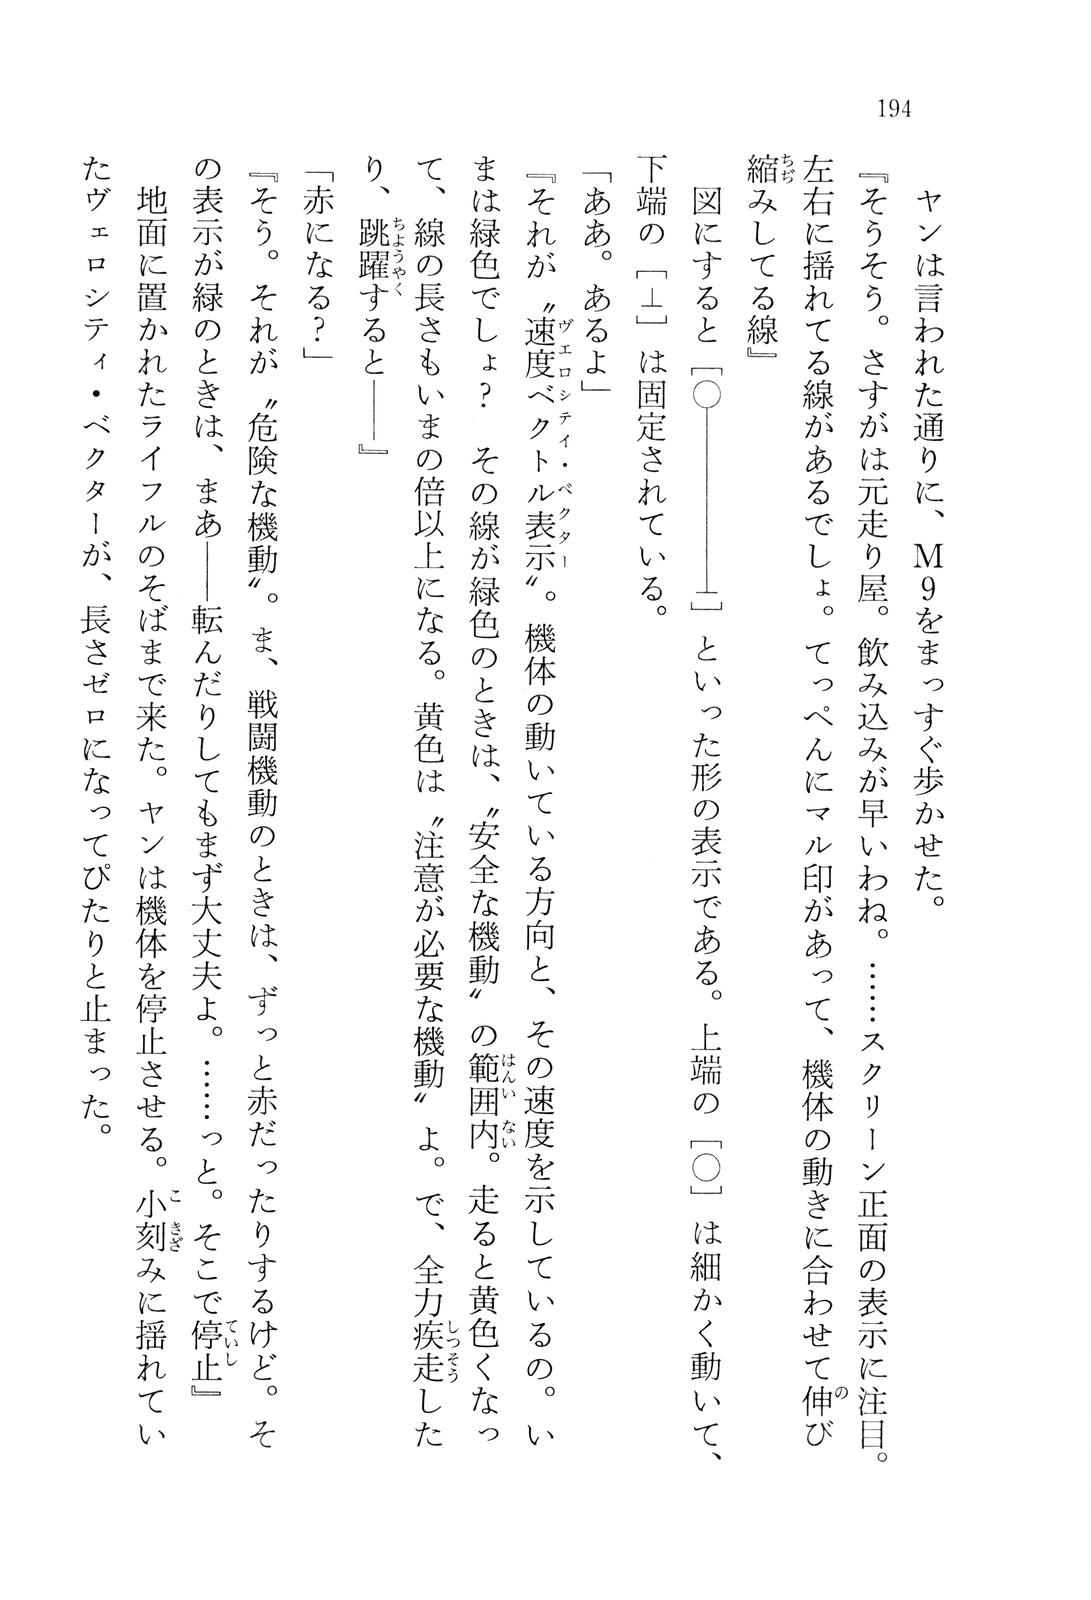 194
ヤンは言われた通りに、M9をまっすぐ歩かせた。
『そうそう。さすがは元走り屋。飲み込みが早いわね。……スクリーン正面の表示に注目。
左右に揺れてる線があるでしょ。てっぺんにマル印があって、機体の動きに合わせて伸び
縮みしてる線』
図にすると［○―――――⊥］といった形の表示である。上端の［○］は細かく動いて、
下端の［⊥］は固定されている。
「ああ。あるよ」
『それが〝速度ベクトル表示〟。機体の動いている方向と、その速度を示しているの。い
まは緑色でしょ？　その線が緑色のときは、〝安全な機動〟の範囲内。走ると黄色くなっ
て、線の長さもいまの倍以上になる。黄色は〝注意が必要な機動〟よ。で、全力疾走した
り、跳躍すると――』
「赤になる？」
『そう。それが〝危険な機動〟。ま、戦闘機動のときは、ずっと赤だったりするけど。そ
の表示が緑のときは、まあ――転んだりしてもまず大丈夫よ。……っと。そこで停止』
地面に置かれたライフルのそばまで来た。ヤンは機体を停止させる。小刻みに揺れてい
たヴェロシティ・ベクターが、長さゼロになってぴたりと止まった。